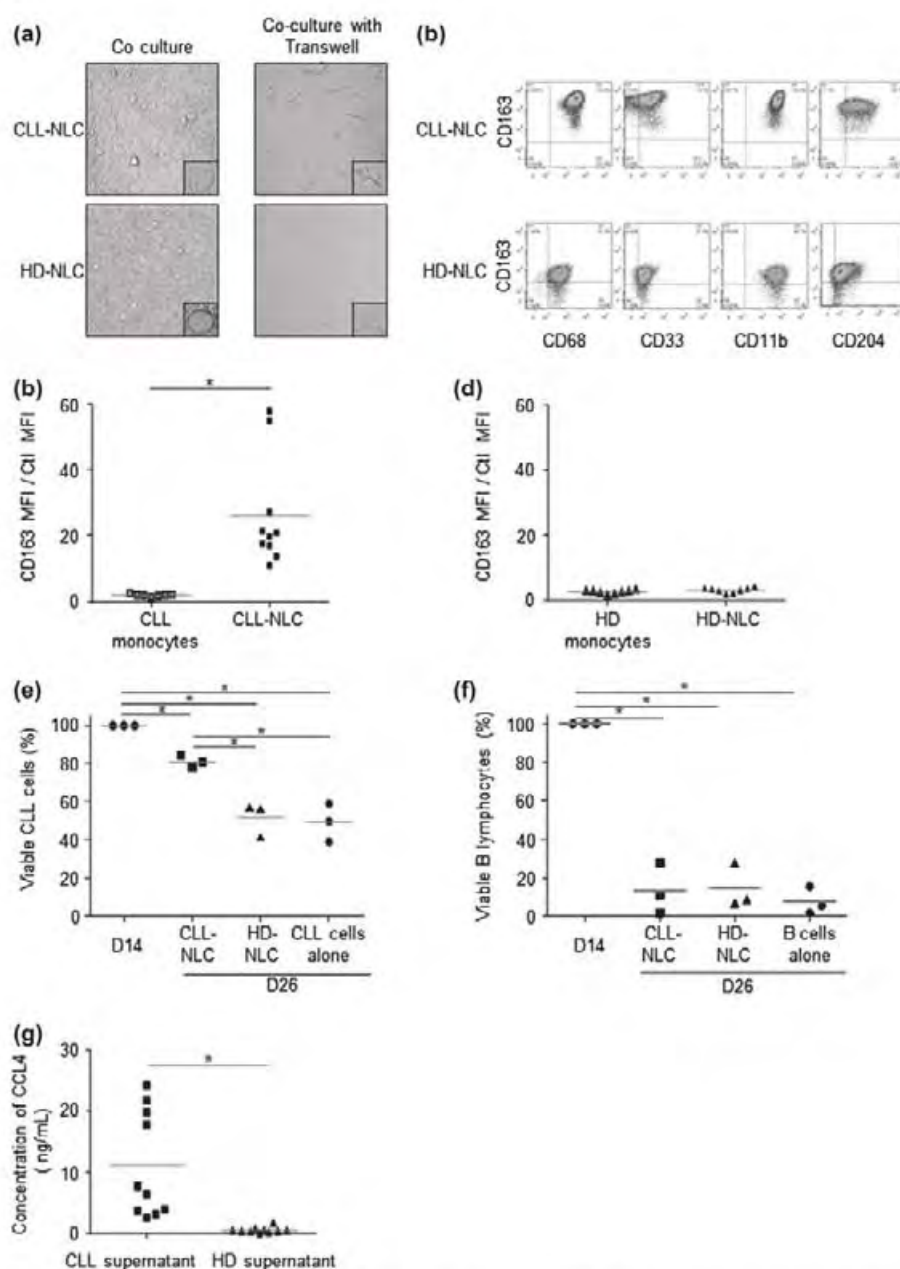 (a)
Co culture
Co-culture with
Transwell
CLL-NLC
HD-NLC
(b)
CD163
CLL-NLC
CD163
HD-NLC
CD68 CD33 CD11b CD204
(b)
*
CD163 MFI / Ctl MFI
60
40
20
0
CLL
monocytes
CLL-NLC
(d)
CD163 MFI / Ctl MFI
60
40
20
0
HD
monocytes
HD-NLC
(e)
*
*
*
*
*
Viable CLL cells (%)
100
80
60
40
20
0
D14
CLL-
NLC
HD-
NLC
CLL cells
alone
D26
(f)
*
*
*
Viable B lymphocytes (%)
100
80
60
40
20
0
D14
CLL-
NLC
HD-
NLC
B cells
alone
D26
(g)
*
Concentration of CCL4
( ng/mL)
30
20
10
0
CLL supernatant HD supernatant